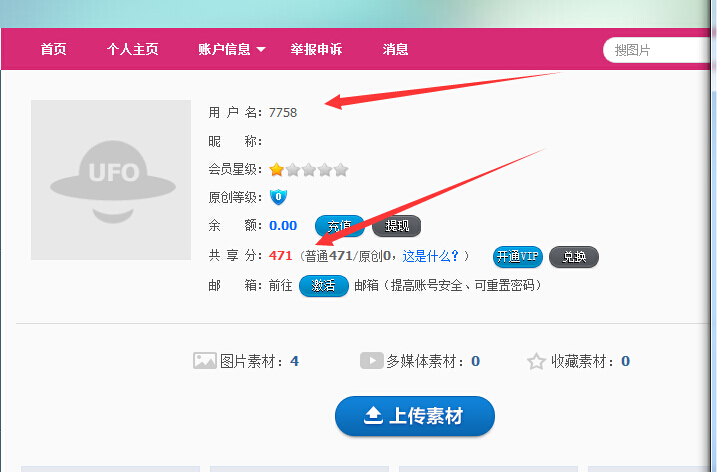 首页 个人主页 账户信息 举报申诉 消息 搜图片
用 户 名：7758
昵 称：
UFO
会员星级：
原创等级：0
余 额：0.00 充值 提现
共 享 分：471（普通471/原创0，这是什么？） 开通VIP 兑换
邮 箱：前往 激活 邮箱（提高账号安全、可重置密码）
图片素材：4 多媒体素材：0 收藏素材：0
上传素材